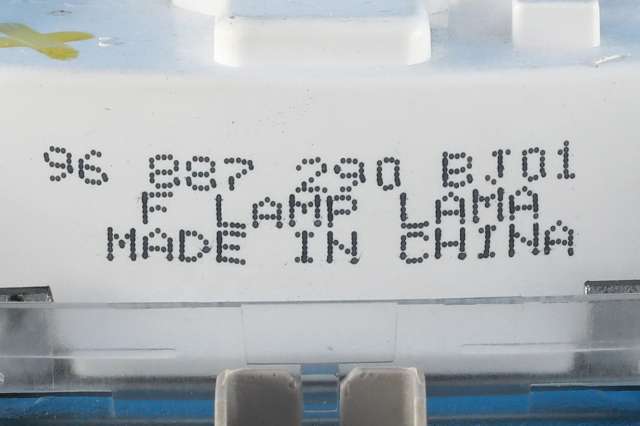 96 887 290 BJ01
F LAMP LAMA
MADE IN CHINA